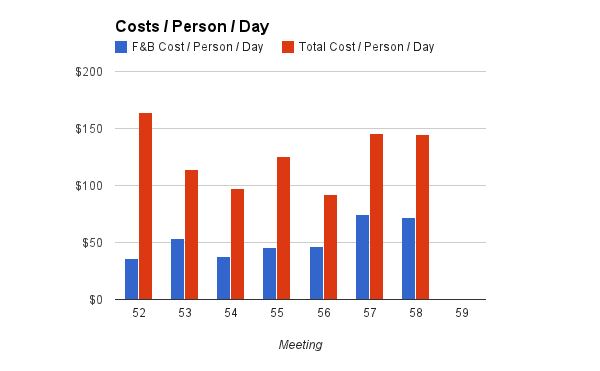 Costs / Person / Day
F&B Cost / Person / Day Total Cost / Person / Day
$200
$150
$100
$50
$0
52 53 54 55 56 57 58 59
Meeting